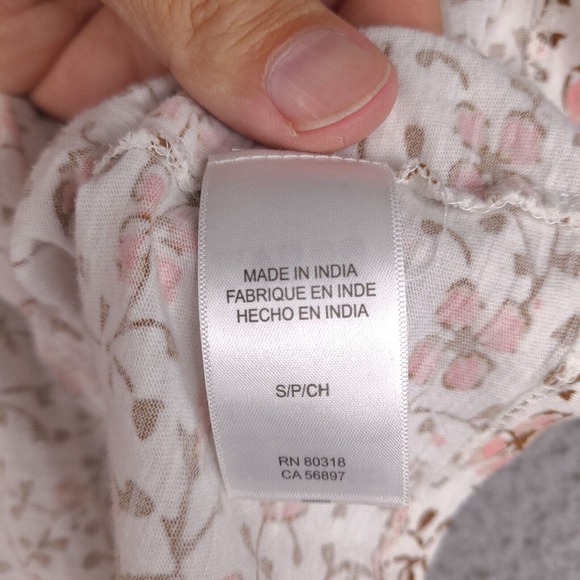 MADE IN INDIA
FABRIQUE EN INDE
HECHO EN INDIA
S/P/CH
RN 80318
CA 56897